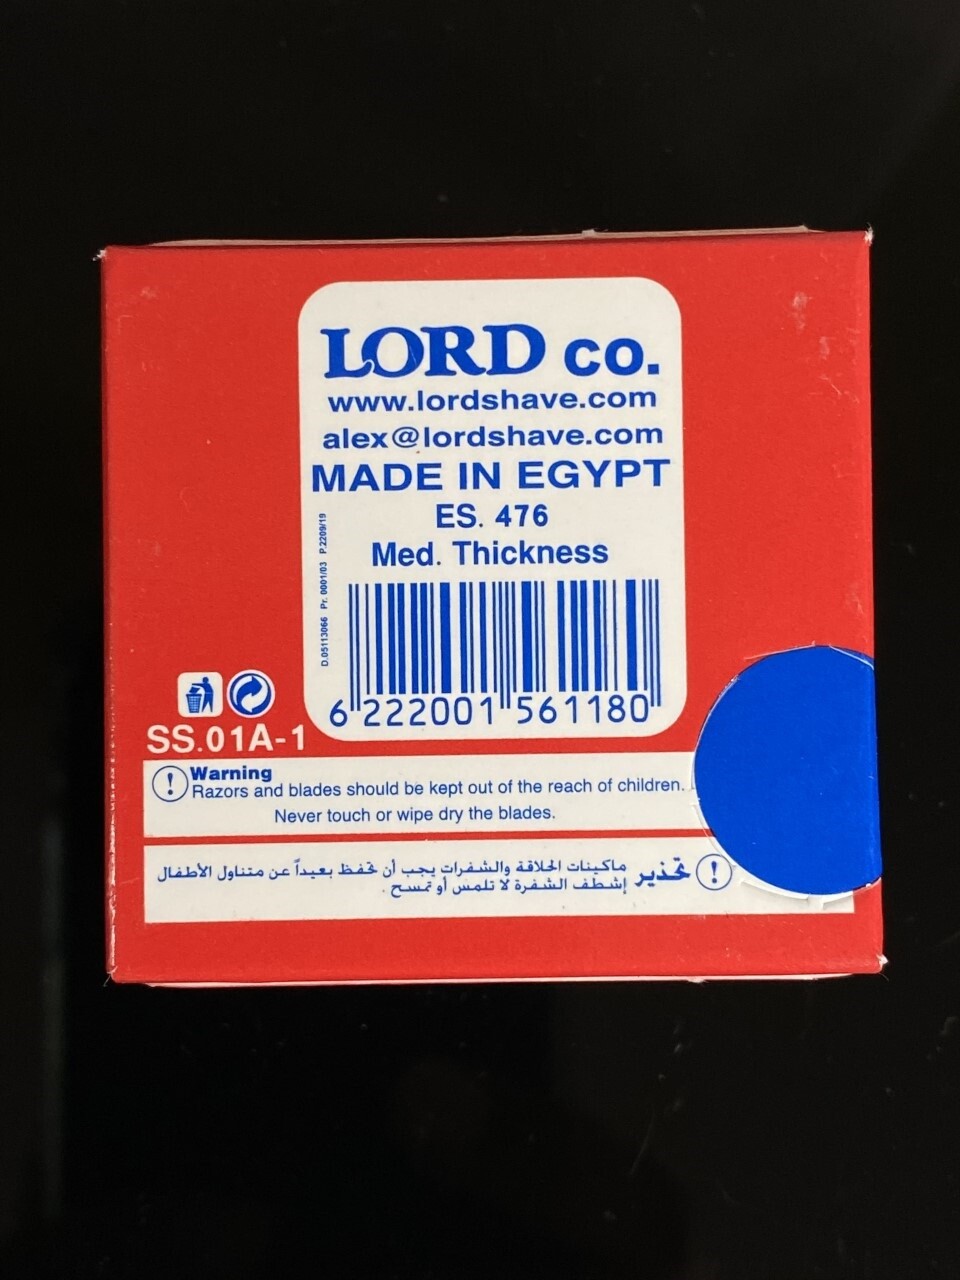 LORD co.
www.lordshave.com
alex@lordshave.com
MADE IN EGYPT
ES. 476
Med. Thickness
D.05113066 Pr. 0001/03 P.2209/19
6 222001 561180
SS.01A-1
! Warning
Razors and blades should be kept out of the reach of children.
Never touch or wipe dry the blades.
! تحذير
ماكينات الحلاقة والشفرات يجب أن تحفظ بعيداً عن متناول الأطفال
إشطف الشفرة لا تلمس أو تمسح .